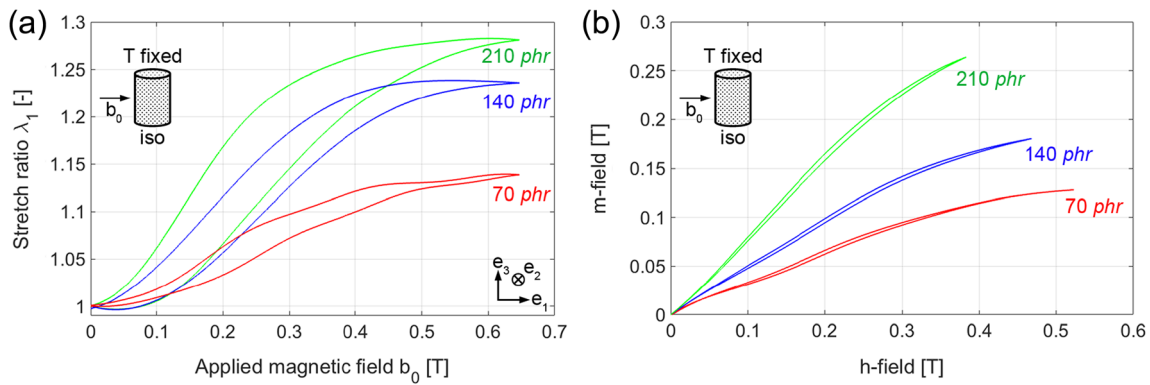 (a)
Stretch ratio λ₁ [-]
1.3
1.25
1.2
1.15
1.1
1.05
1
T fixed
b₀
iso
210 phr
140 phr
70 phr
e₃
e₂
e₁
0 0.1 0.2 0.3 0.4 0.5 0.6 0.7
Applied magnetic field b₀ [T]
(b)
m-field [T]
0.3
0.25
0.2
0.15
0.1
0.05
0
T fixed
b₀
iso
210 phr
140 phr
70 phr
0 0.1 0.2 0.3 0.4 0.5 0.6
h-field [T]